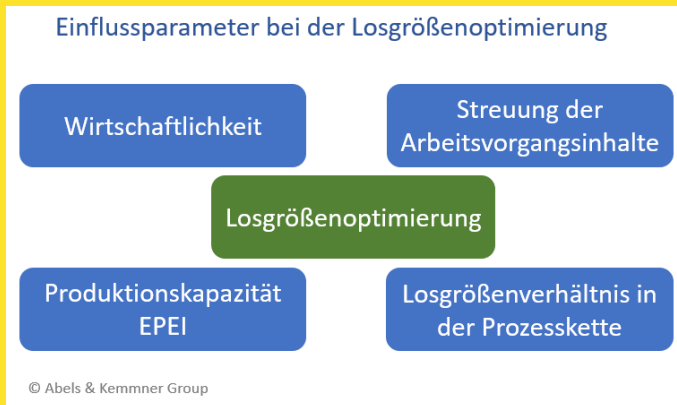 Einflussparameter bei der Losgrößenoptimierung
Wirtschaftlichkeit
Streuung der
Arbeitsvorgangsinhalte
Losgrößenoptimierung
Produktionskapazität
EPEI
Losgrößenverhältnis in
der Prozesskette
© Abels & Kemmner Group